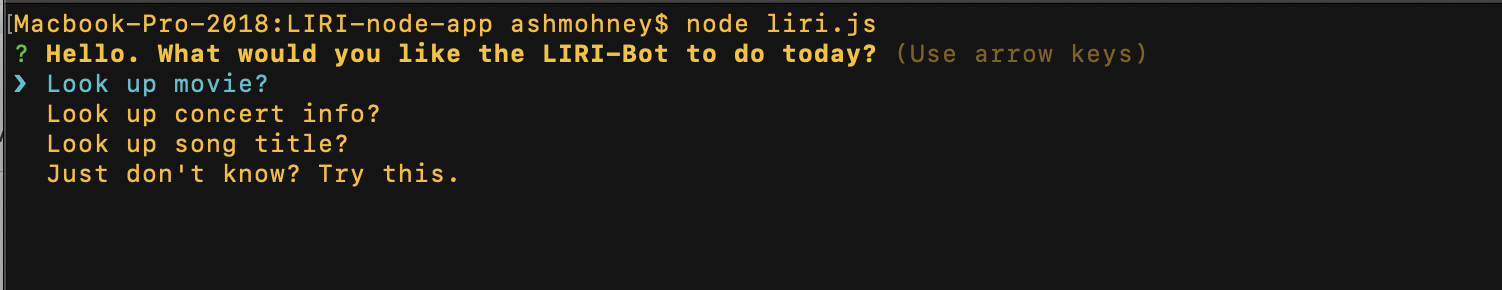 [Macbook-Pro-2018:LIRI-node-app ashmohney$ node liri.js
? Hello. What would you like the LIRI-Bot to do today? (Use arrow keys)
❯ Look up movie?
Look up concert info?
Look up song title?
Just don't know? Try this.